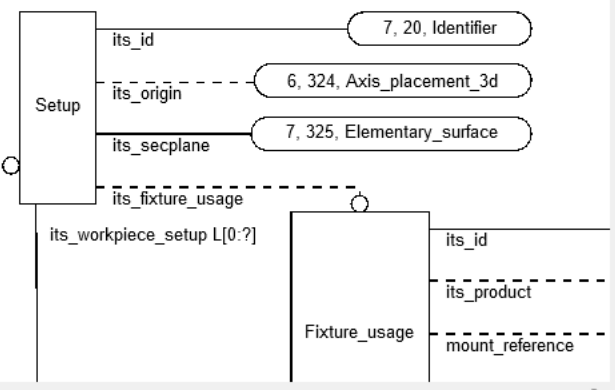 7, 20, Identifier
its_id
6, 324, Axis_placement_3d
Setup
its_origin
7, 325, Elementary_surface
its_secplane
its_fixture_usage
its_workpiece_setup L[0:?]
its_id
its_product
Fixture_usage
mount_reference